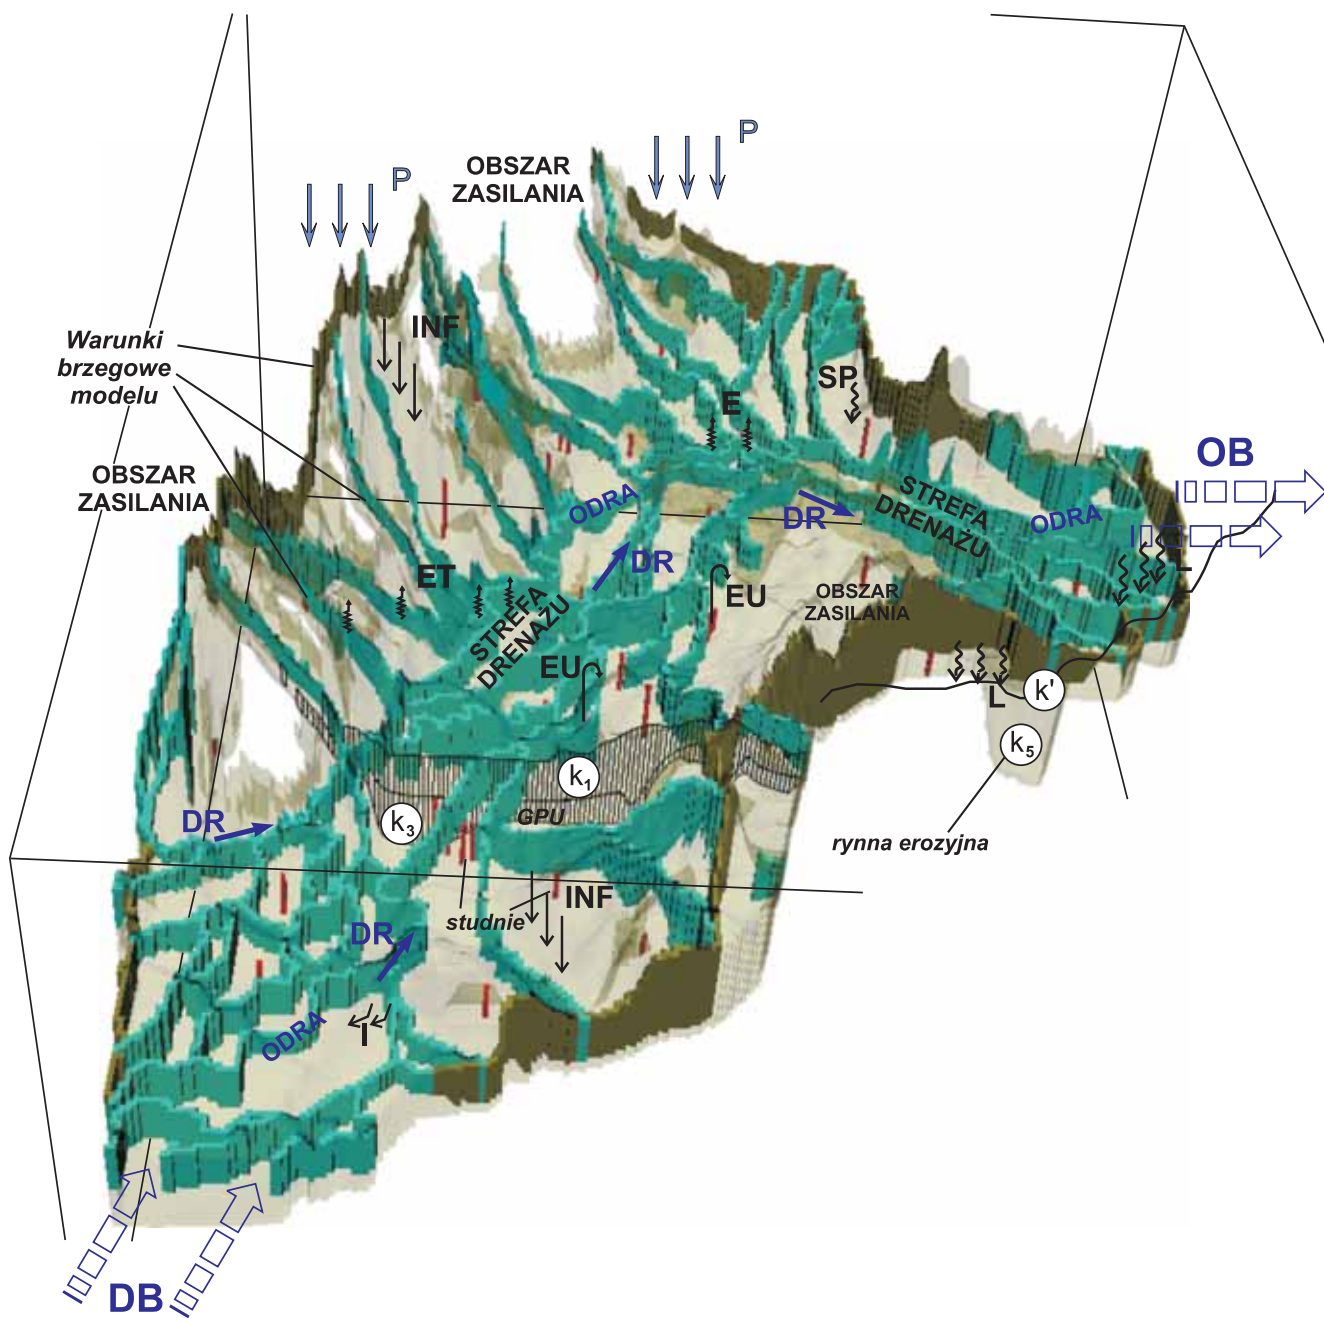 P
OBSZAR
ZASILANIA
P
INF
Warunki
brzegowe
modelu
SP
E
OBSZAR
ZASILANIA
OB
ODRA
DR
STREFA
DRENAŻU
ODRA
DR
ET
EU
OBSZAR
ZASILANIA
L
STREFA
DRENAŻU
EU
k'
L
k5
k1
GPU
k3
DR
rynna erozyjna
INF
studnie
DR
ODRA
I
DB